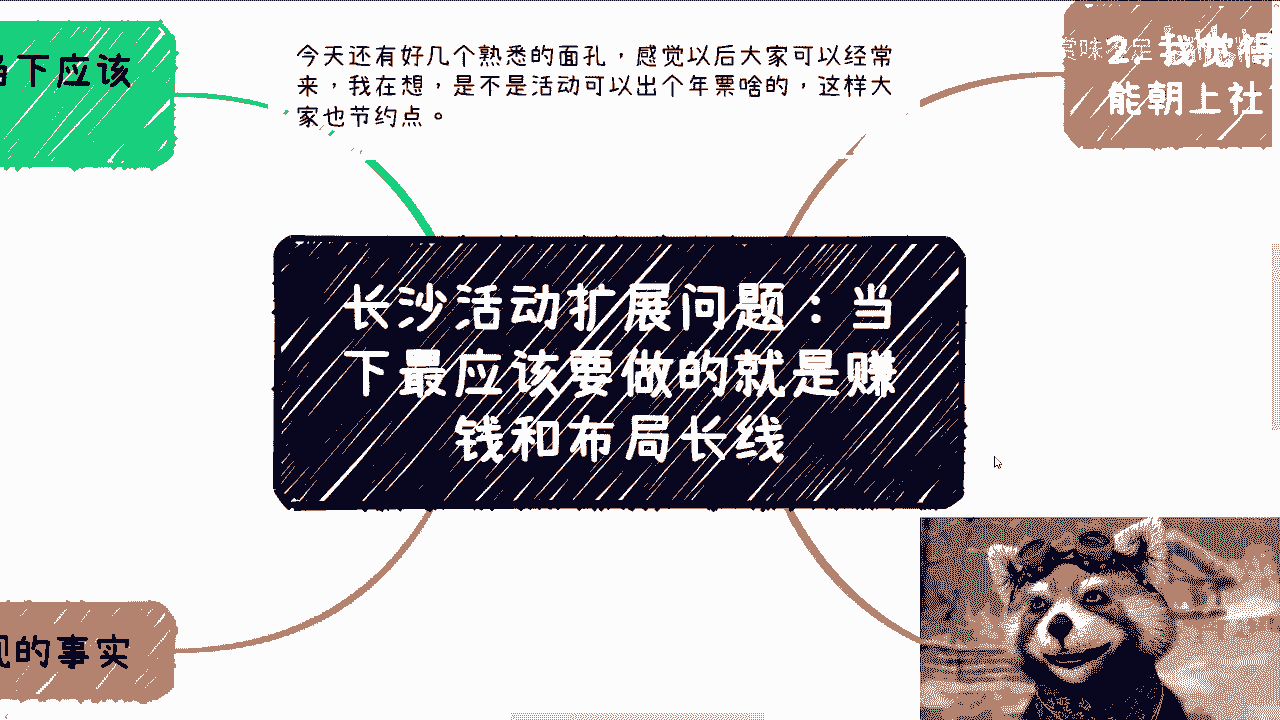 当下应该
今天还有好几个熟悉的面孔，感觉以后大家可以经常
来，我在想，是不是活动可以出个年票啥的，这样大
家也节约点。
2. 我觉得
能朝上社
长沙活动扩展问题：当
下最应该要做的就是赚
钱和布局长线
观的事实